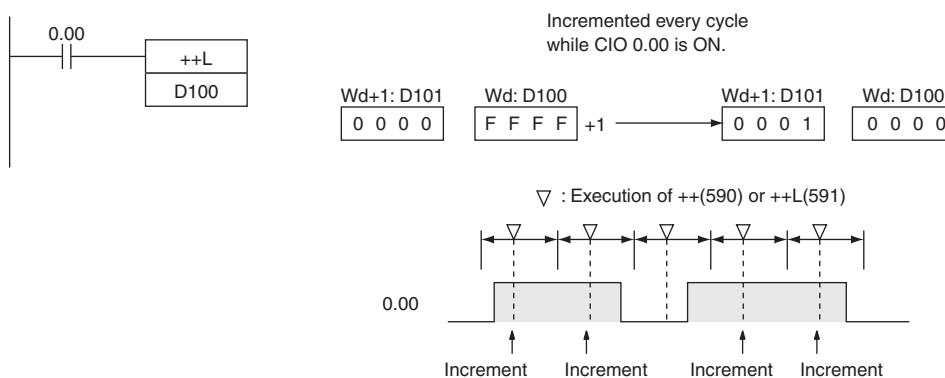 0.00
++L
D100
Incremented every cycle
while CIO 0.00 is ON.
Wd+1: D101 Wd: D100 Wd+1: D101 Wd: D100
0 0 0 0 F F F F +1 0 0 0 1 0 0 0 0
▽ : Execution of ++(590) or ++L(591)
0.00
Increment Increment Increment Increment